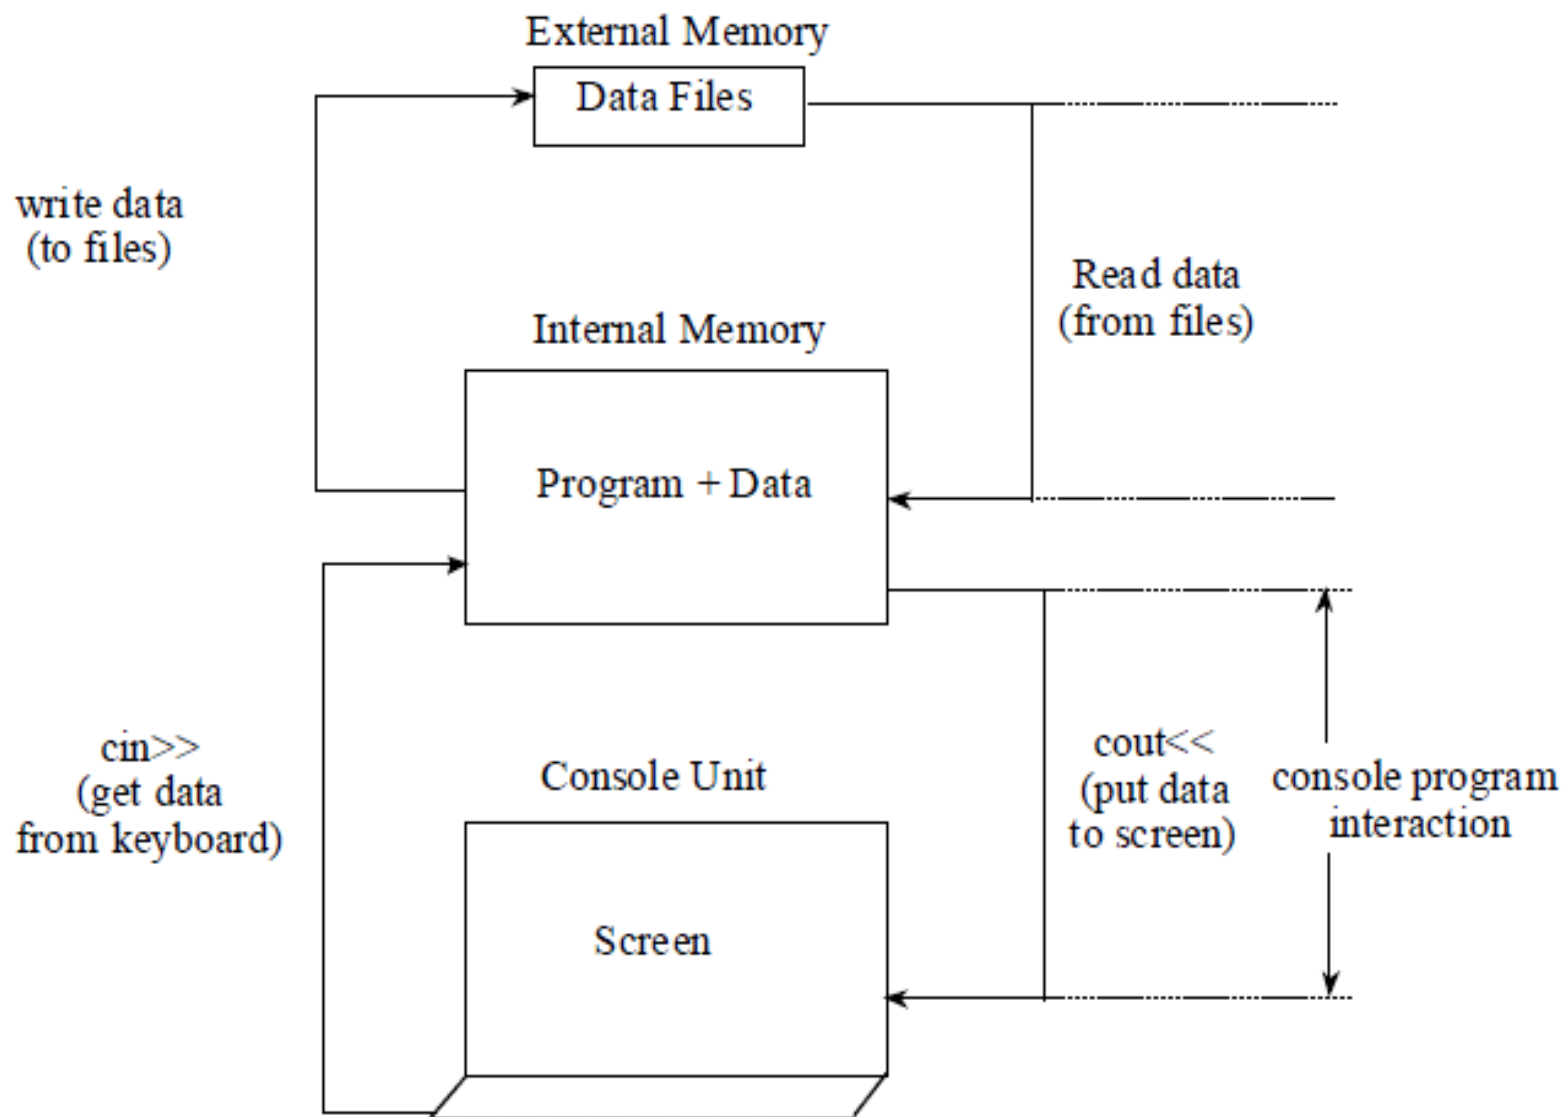 External Memory
Data Files
write data
(to files)
Read data
(from files)
Internal Memory
Program + Data
cin>>
(get data
from keyboard)
Console Unit
cout<<
(put data
to screen)
console program
interaction
Screen